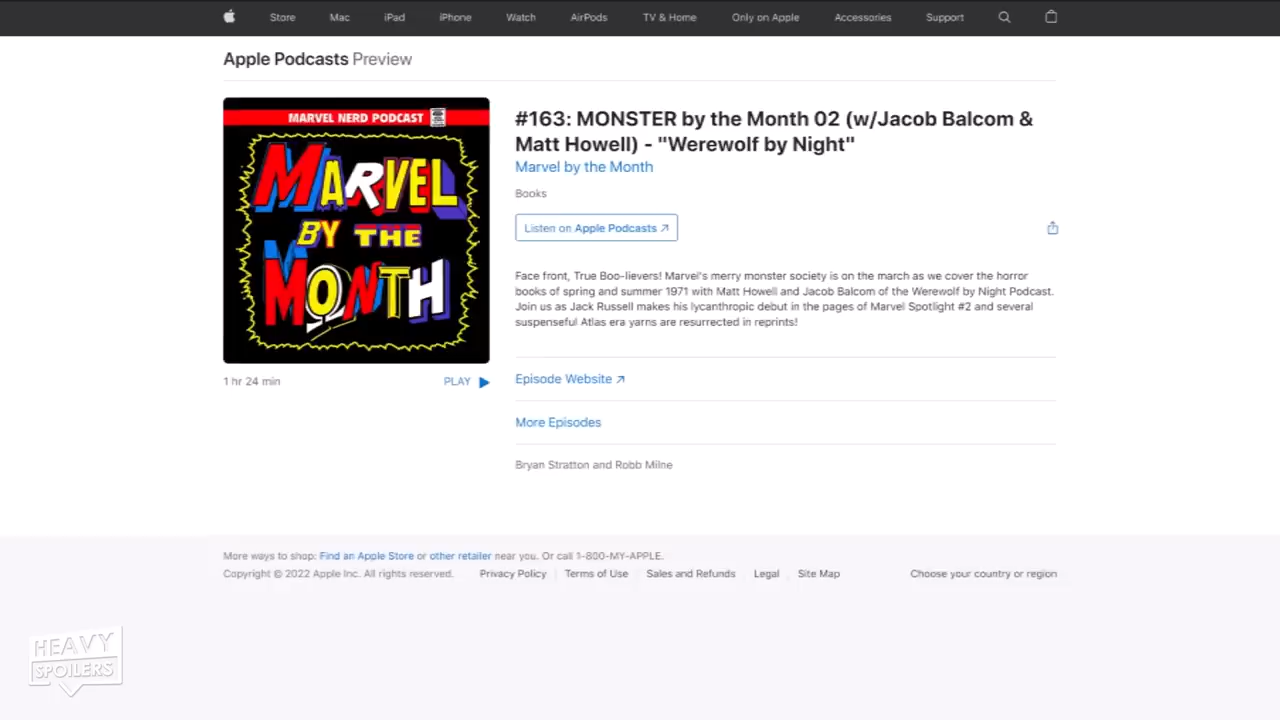 Store Mac iPad iPhone Watch AirPods TV & Home Only on Apple Accessories Support
Apple Podcasts Preview
MARVEL NERD PODCAST
MARVEL
BY THE
MONTH
1 hr 24 min PLAY
#163: MONSTER by the Month 02 (w/Jacob Balcom &
Matt Howell) - "Werewolf by Night"
Marvel by the Month
Books
Listen on Apple Podcasts ↗
Face front, True Boo-lievers! Marvel's merry monster society is on the march as we cover the horror
books of spring and summer 1971 with Matt Howell and Jacob Balcom of the Werewolf by Night Podcast.
Join us as Jack Russell makes his lycanthropic debut in the pages of Marvel Spotlight #2 and several
suspenseful Atlas era yarns are resurrected in reprints!
Episode Website ↗
More Episodes
Bryan Stratton and Robb Milne
More ways to shop: Find an Apple Store or other retailer near you. Or call 1-800-MY-APPLE.
Copyright © 2022 Apple Inc. All rights reserved. Privacy Policy Terms of Use Sales and Refunds Legal Site Map Choose your country or region
HEAVY
SPOILERS